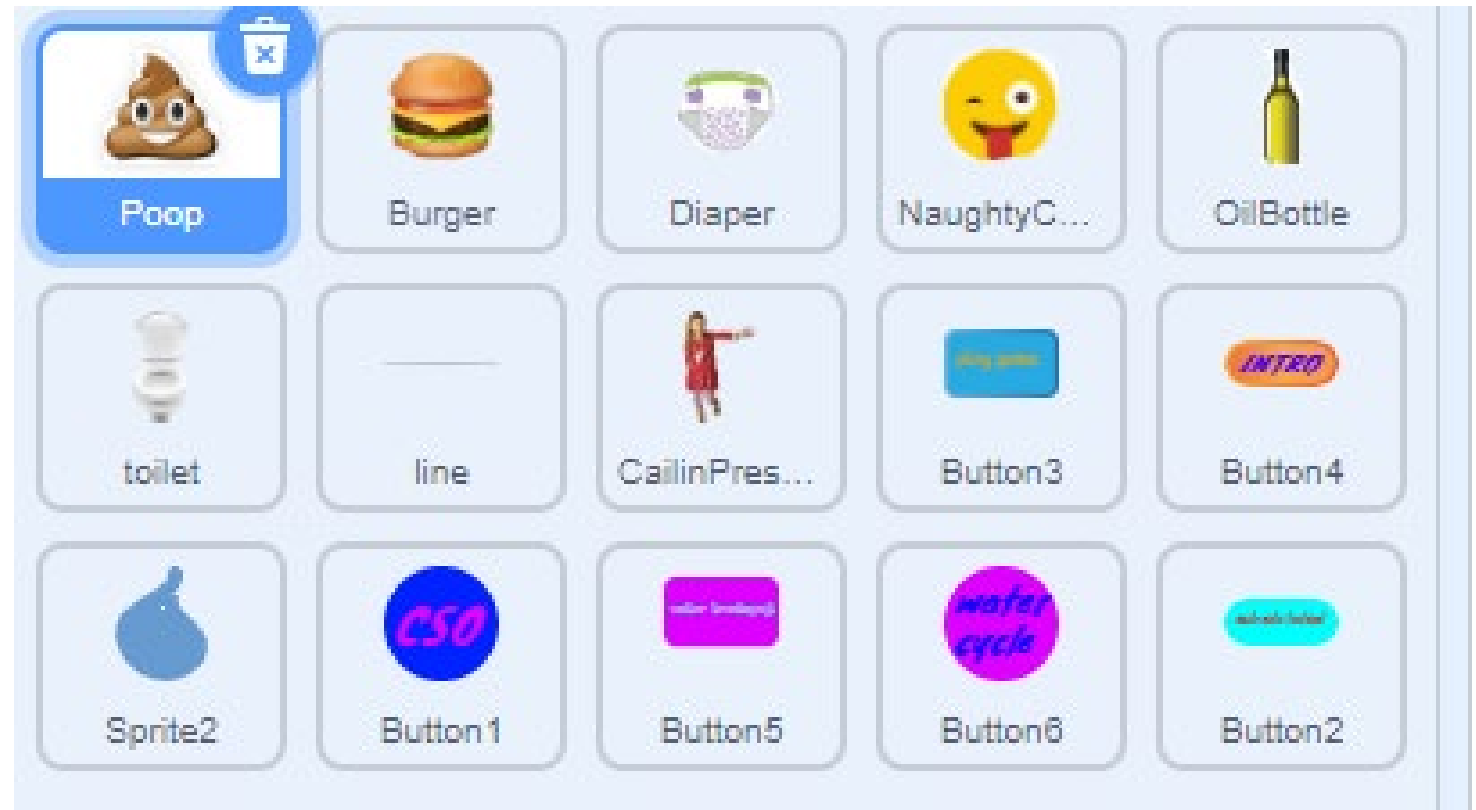 Poop
Burger
Diaper
NaughtyC...
OilBottle
toilet
line
CailinPres...
INTRO
Button3
Button4
CSO
water
cycle
Sprite2
Button1
Button5
Button6
Button2